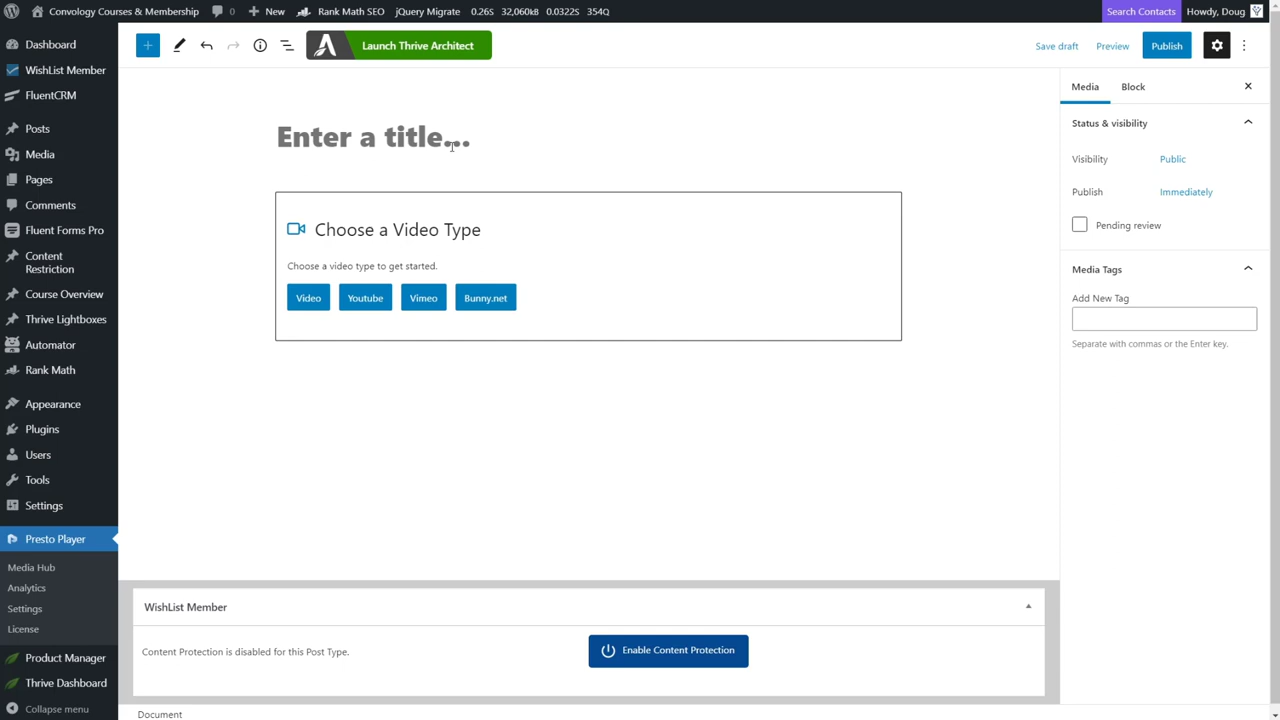 Convology Courses & Membership 0 New Rank Math SEO jQuery Migrate 0.26S 32,060kB 0.0322S 354Q Search Contacts Howdy, Doug
Dashboard
WishList Member
FluentCRM
Posts
Media
Pages
Comments
Fluent Forms Pro
Content
Restriction
Course Overview
Thrive Lightboxes
Automator
Rank Math
Appearance
Plugins
Users
Tools
Settings
Presto Player
Media Hub
Analytics
Settings
License
Product Manager
Thrive Dashboard
Collapse menu
Launch Thrive Architect
Save draft Preview Publish
Enter a title...
Choose a Video Type
Choose a video type to get started.
Video Youtube Vimeo Bunny.net
WishList Member
Content Protection is disabled for this Post Type.
Enable Content Protection
Document
Media Block
Status & visibility
Visibility Public
Publish Immediately
Pending review
Media Tags
Add New Tag
Separate with commas or the Enter key.